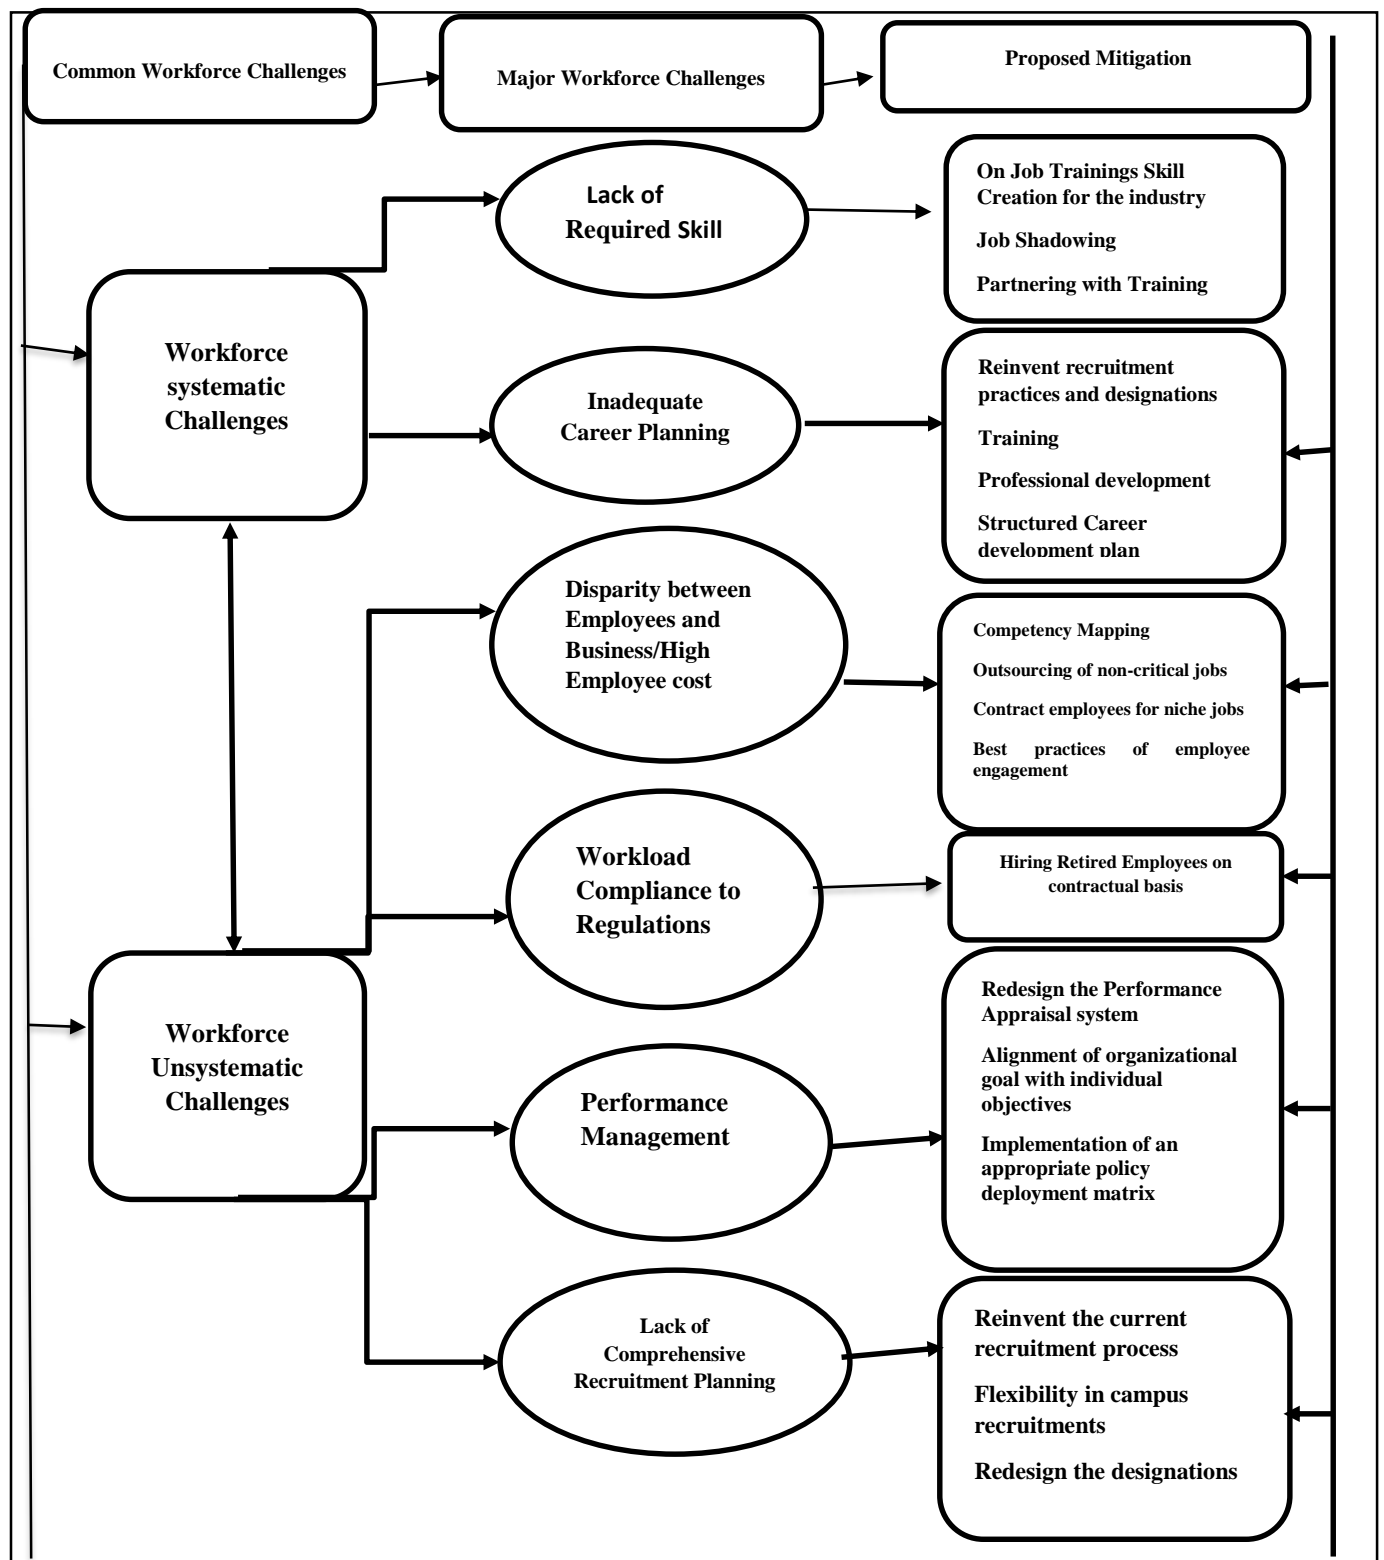 Common Workforce Challenges
Major Workforce Challenges
Proposed Mitigation
Lack of
Required Skill
On Job Trainings Skill
Creation for the industry
Job Shadowing
Partnering with Training
Workforce
systematic
Challenges
Inadequate
Career Planning
Reinvent recruitment
practices and designations
Training
Professional development
Structured Career
development plan
Disparity between
Employees and
Business/High
Employee cost
Competency Mapping
Outsourcing of non-critical jobs
Contract employees for niche jobs
Best practices of employee
engagement
Workload
Compliance to
Regulations
Hiring Retired Employees on
contractual basis
Workforce
Unsystematic
Challenges
Performance
Management
Redesign the Performance
Appraisal system
Alignment of organizational
goal with individual
objectives
Implementation of an
appropriate policy
deployment matrix
Lack of
Comprehensive
Recruitment Planning
Reinvent the current
recruitment process
Flexibility in campus
recruitments
Redesign the designations